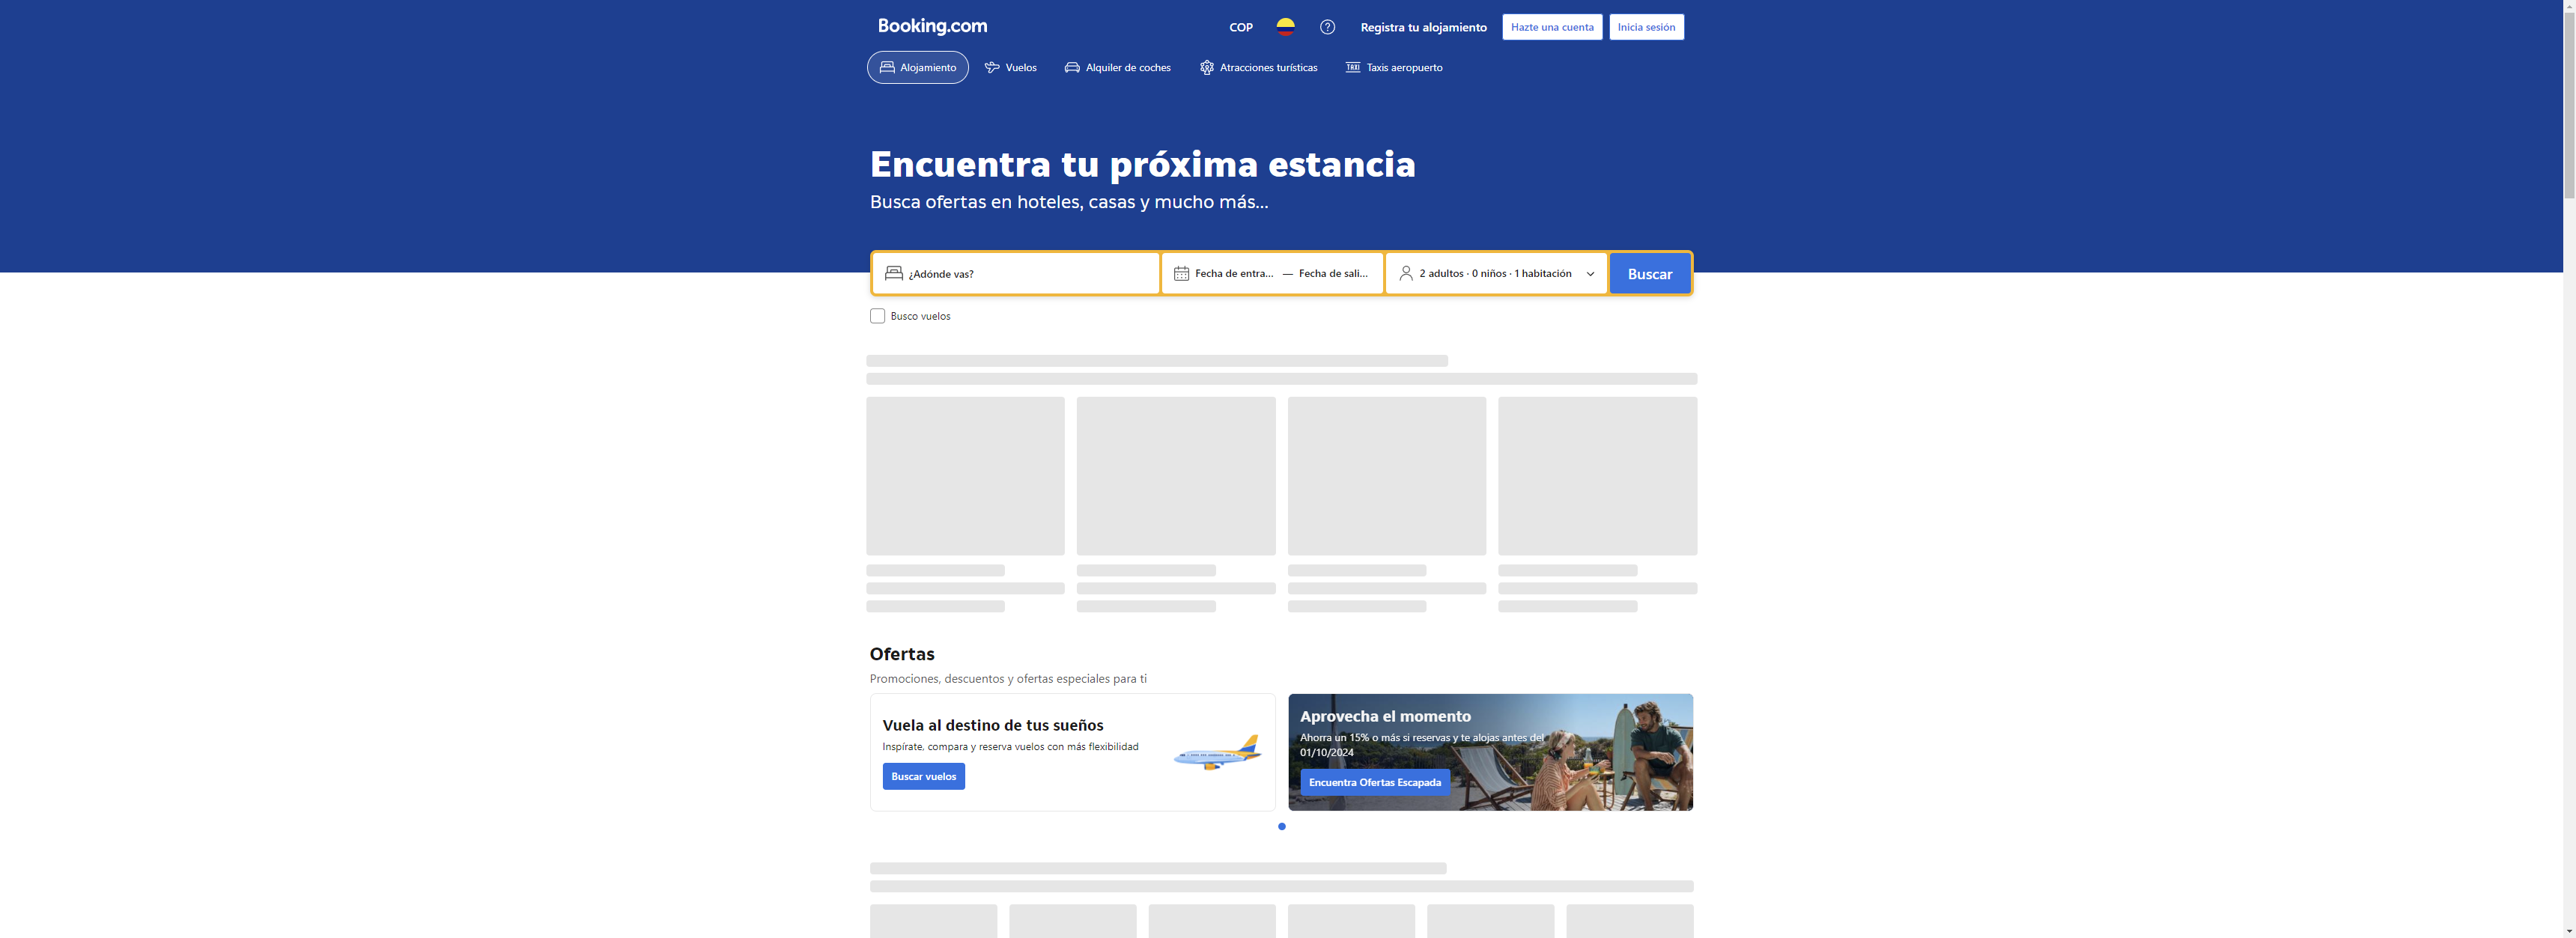 Booking.com
COP
Registra tu alojamiento
Hazte una cuenta
Inicia sesión
Alojamiento
Vuelos
Alquiler de coches
Atracciones turísticas
TAXI
Taxis aeropuerto
Encuentra tu próxima estancia
Busca ofertas en hoteles, casas y mucho más...
¿Adónde vas?
Fecha de entra... — Fecha de sali...
2 adultos · 0 niños · 1 habitación
Buscar
Busco vuelos
Ofertas
Promociones, descuentos y ofertas especiales para ti
Vuela al destino de tus sueños
Inspírate, compara y reserva vuelos con más flexibilidad
Buscar vuelos
Aprovecha el momento
Ahorra un 15% o más si reservas y te alojas antes del
01/10/2024
Encuentra Ofertas Escapada